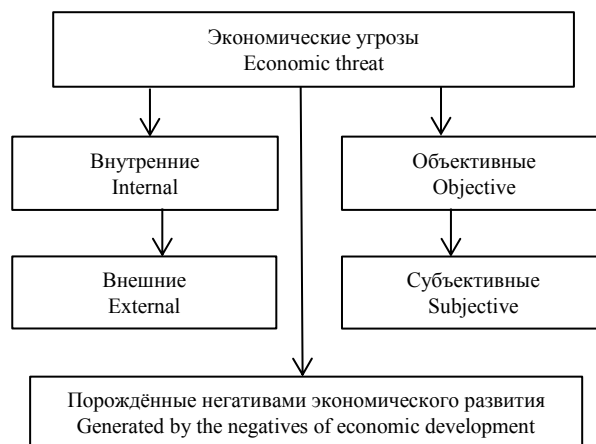 Экономические угрозы
Economic threat
Внутренние
Internal
Объективные
Objective
Внешние
External
Субъективные
Subjective
Порождённые негативами экономического развития
Generated by the negatives of economic development